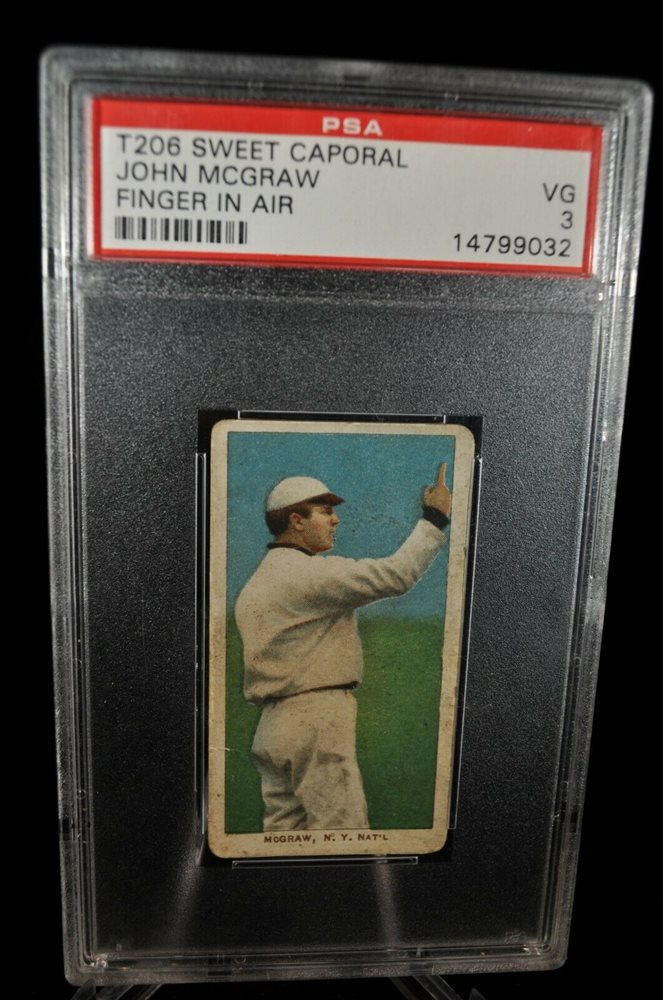 PSA
T206 SWEET CAPORAL
JOHN MCGRAW
FINGER IN AIR
VG
3
14799032
McGRAW, N. Y. NAT'L